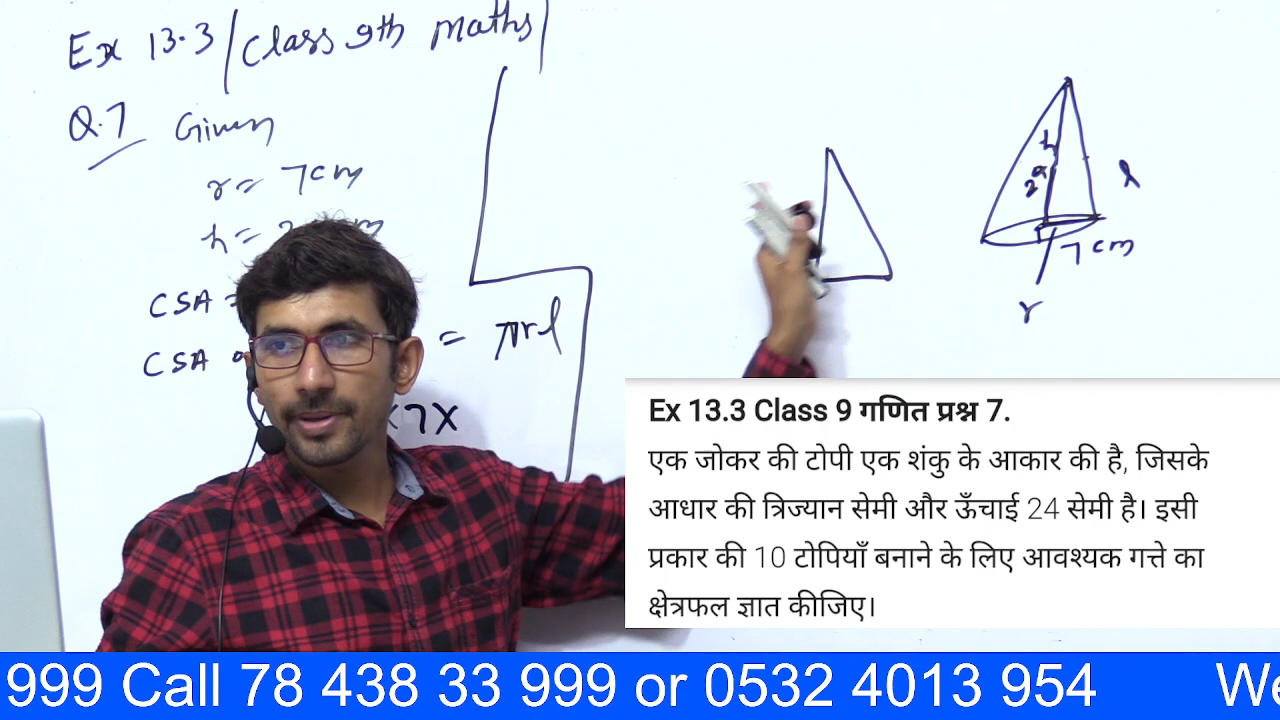 Ex 13.3 / Class 9th Maths /
Q.7 Given
r = 7cm
h =
CSA =
CSA
= πrl
×7×
h
24
l
7cm
r
Ex 13.3 Class 9 गणित प्रश्न 7.
एक जोकर की टोपी एक शंकु के आकार की है, जिसके
आधार की त्रिज्यान सेमी और ऊँचाई 24 सेमी है। इसी
प्रकार की 10 टोपियाँ बनाने के लिए आवश्यक गत्ते का
क्षेत्रफल ज्ञात कीजिए।
999 Call 78 438 33 999 or 0532 4013 954
We